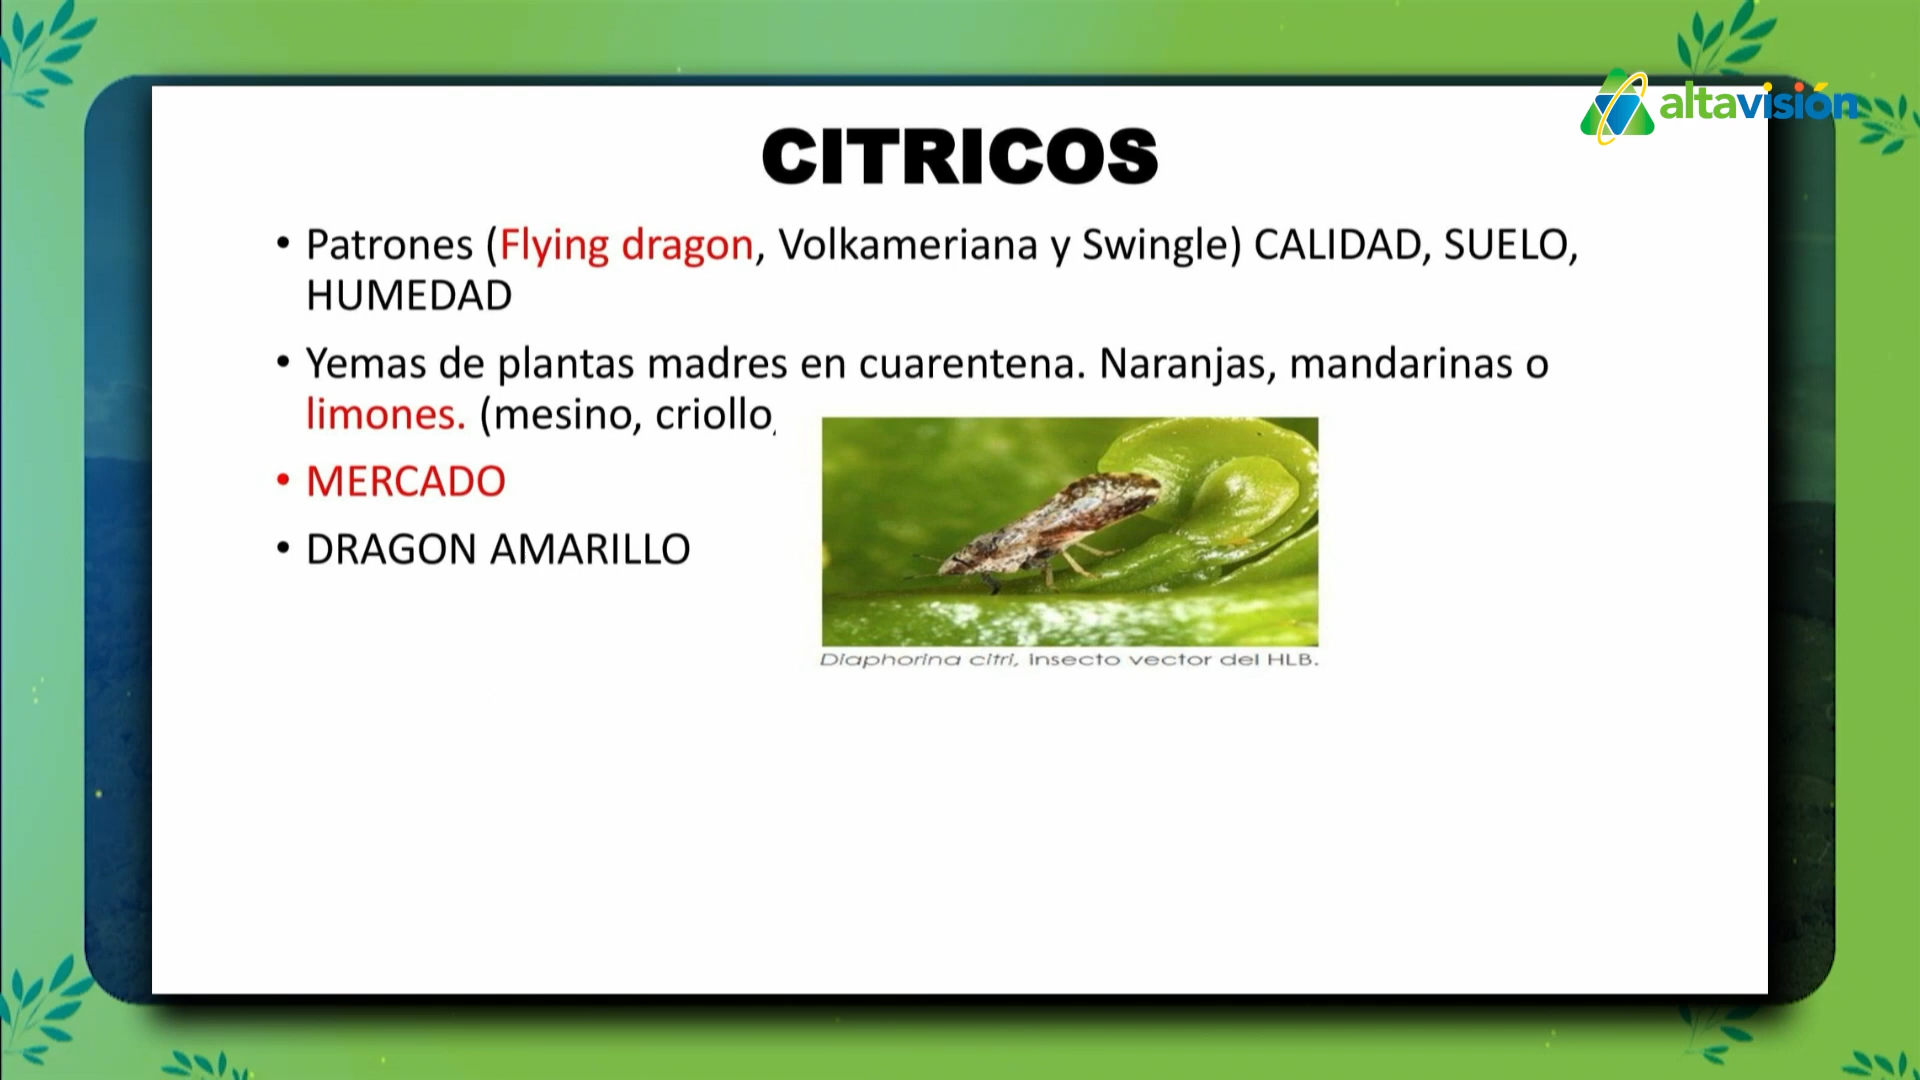 altavisión
CITRICOS
• Patrones (Flying dragon, Volkameriana y Swingle) CALIDAD, SUELO,
HUMEDAD
• Yemas de plantas madres en cuarentena. Naranjas, mandarinas o
limones. (mesino, criollo,
• MERCADO
• DRAGON AMARILLO
Diaphorina citri, insecto vector del HLB.